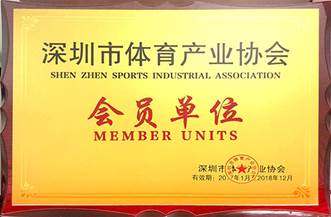 深圳市体育产业协会
SHEN ZHEN SPORTS INDUSTRIAL ASSOCIATION
会员单位
MEMBER UNITS
深圳市体育产业协会
有效期：2017年1月至2018年12月